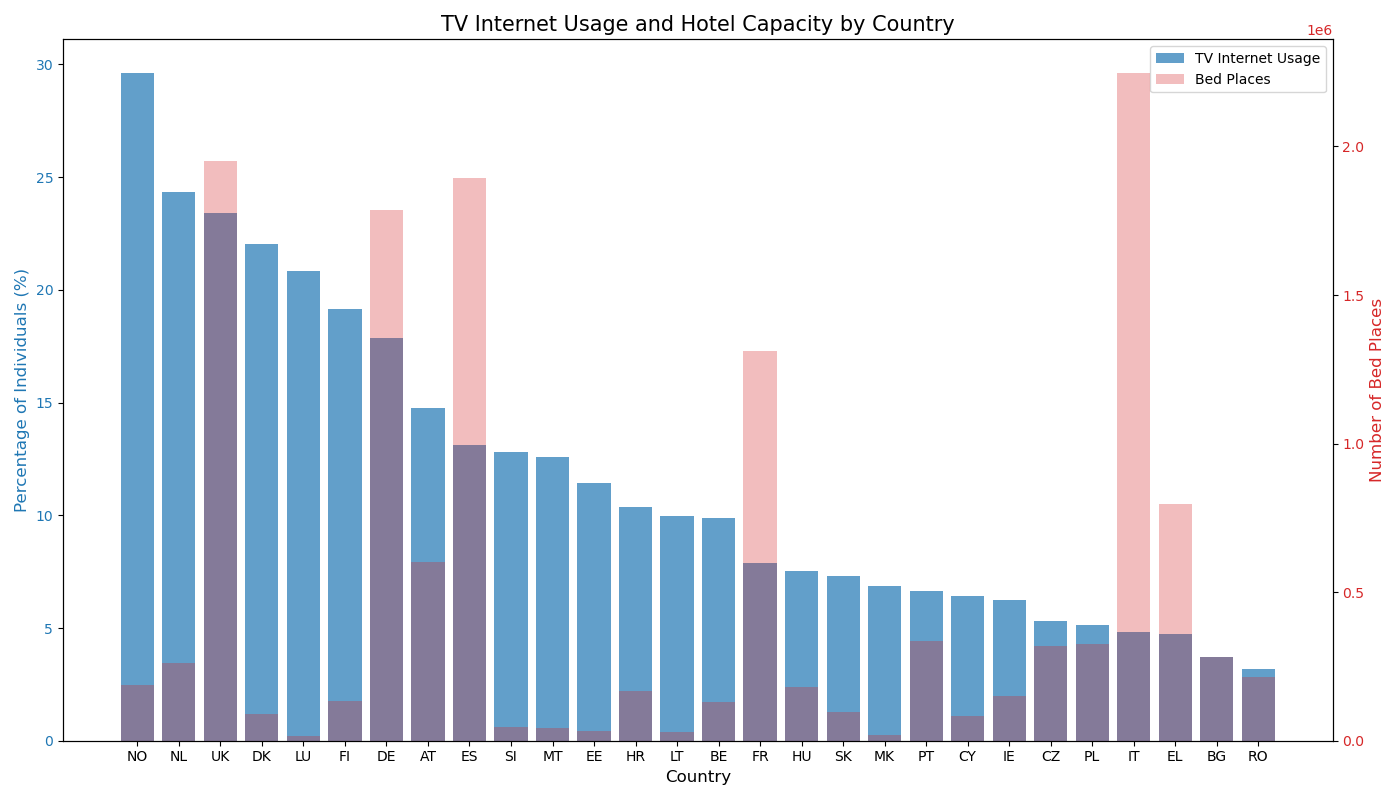 TV Internet Usage and Hotel Capacity by Country
1e6
TV Internet Usage
Bed Places
30
25
20
15
10
5
0
Percentage of Individuals (%)
2.0
1.5
1.0
0.5
0.0
Number of Bed Places
NO NL UK DK LU FI DE AT ES SI MT EE HR LT BE FR HU SK MK PT CY IE CZ PL IT EL BG RO
Country